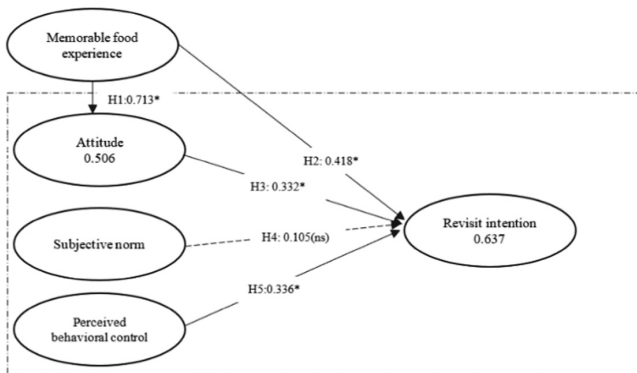 Memorable food
experience
H1:0.713*
Attitude
0.506
H2: 0.418*
H3: 0.332*
Revisit intention
0.637
Subjective norm
H4: 0.105(ns)
H5:0.336*
Perceived
behavioral control